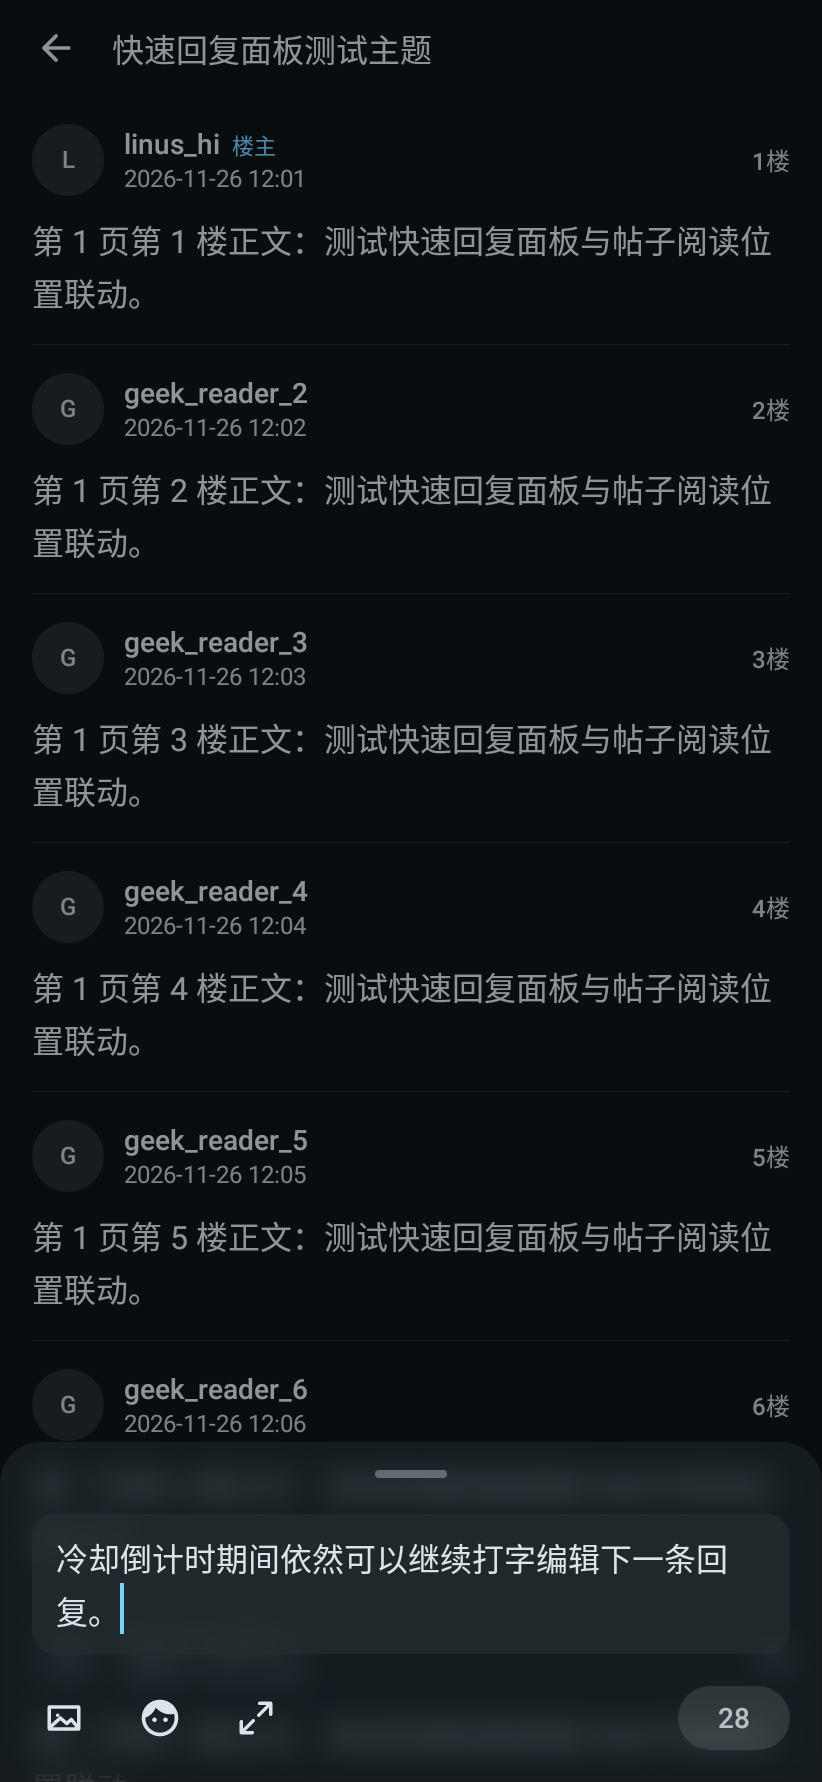 快速回复面板测试主题
L
linus_hi 楼主
1楼
2026-11-26 12:01
第 1 页第 1 楼正文：测试快速回复面板与帖子阅读位
置联动。
G
geek_reader_2
2楼
2026-11-26 12:02
第 1 页第 2 楼正文：测试快速回复面板与帖子阅读位
置联动。
G
geek_reader_3
3楼
2026-11-26 12:03
第 1 页第 3 楼正文：测试快速回复面板与帖子阅读位
置联动。
G
geek_reader_4
4楼
2026-11-26 12:04
第 1 页第 4 楼正文：测试快速回复面板与帖子阅读位
置联动。
G
geek_reader_5
5楼
2026-11-26 12:05
第 1 页第 5 楼正文：测试快速回复面板与帖子阅读位
置联动。
G
geek_reader_6
6楼
2026-11-26 12:06
冷却倒计时期间依然可以继续打字编辑下一条回
复。
28